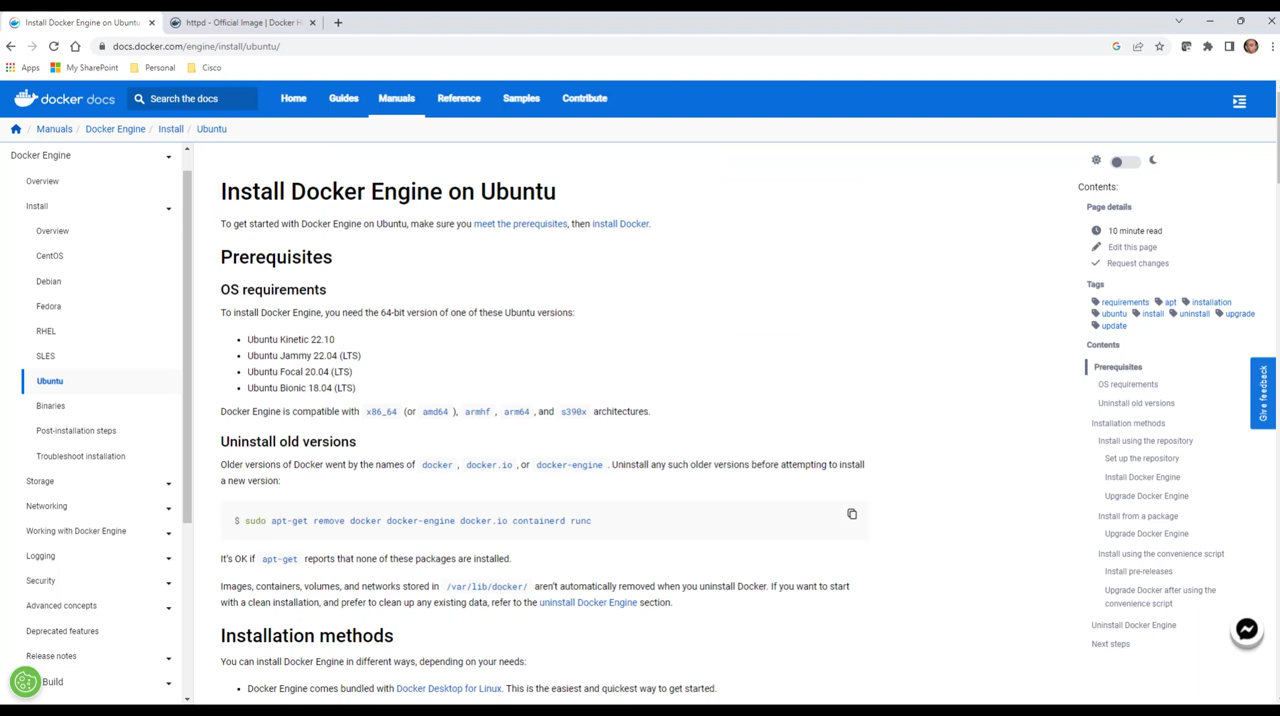 Install Docker Engine on Ubuntu
httpd - Official Image | Docker H
docs.docker.com/engine/install/ubuntu/
Apps My SharePoint Personal Cisco
docker docs Search the docs Home Guides Manuals Reference Samples Contribute
/ Manuals / Docker Engine / Install / Ubuntu
Docker Engine
Overview
Install
Overview
CentOS
Debian
Fedora
RHEL
SLES
Ubuntu
Binaries
Post-installation steps
Troubleshoot installation
Storage
Networking
Working with Docker Engine
Logging
Security
Advanced concepts
Deprecated features
Release notes
Build
Install Docker Engine on Ubuntu
To get started with Docker Engine on Ubuntu, make sure you meet the prerequisites, then install Docker.
Prerequisites
OS requirements
To install Docker Engine, you need the 64-bit version of one of these Ubuntu versions:
• Ubuntu Kinetic 22.10
• Ubuntu Jammy 22.04 (LTS)
• Ubuntu Focal 20.04 (LTS)
• Ubuntu Bionic 18.04 (LTS)
Docker Engine is compatible with x86_64 (or amd64 ), armhf , arm64 , and s390x architectures.
Uninstall old versions
Older versions of Docker went by the names of docker , docker.io , or docker-engine . Uninstall any such older versions before attempting to install
a new version:
$ sudo apt-get remove docker docker-engine docker.io containerd runc
It's OK if apt-get reports that none of these packages are installed.
Images, containers, volumes, and networks stored in /var/lib/docker/ aren't automatically removed when you uninstall Docker. If you want to start
with a clean installation, and prefer to clean up any existing data, refer to the uninstall Docker Engine section.
Installation methods
You can install Docker Engine in different ways, depending on your needs:
• Docker Engine comes bundled with Docker Desktop for Linux. This is the easiest and quickest way to get started.
Contents:
Page details
10 minute read
Edit this page
Request changes
Tags
requirements apt installation
ubuntu install uninstall upgrade
update
Contents
Prerequisites
OS requirements
Uninstall old versions
Installation methods
Install using the repository
Set up the repository
Install Docker Engine
Upgrade Docker Engine
Install from a package
Upgrade Docker Engine
Install using the convenience script
Install pre-releases
Upgrade Docker after using the
convenience script
Uninstall Docker Engine
Next steps
Give feedback